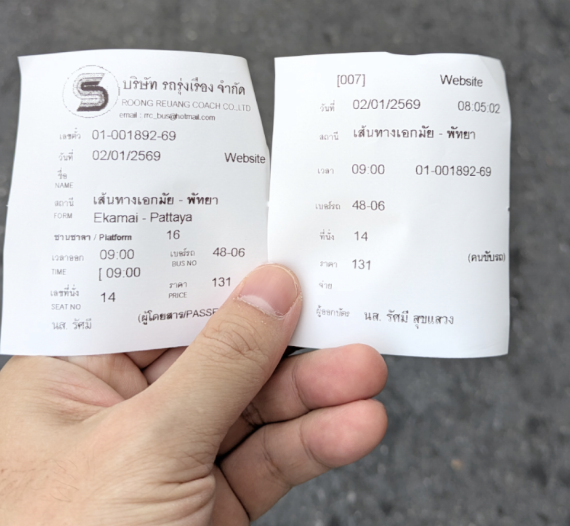 บริษัท รถรุ่งเรือง จำกัด
ROONG REUANG COACH CO.,LTD
email : rrc_bus@hotmail.com
เลขตั๋ว 01-001892-69
วันที่ 02/01/2569 Website
ชื่อ
NAME
สถานี เส้นทางเอกมัย - พัทยา
FORM Ekamai - Pattaya
ชานชาลา / Platform 16
เวลาออก 09:00 เบอร์รถ 48-06
TIME [ 09:00 BUS NO
เลขที่นั่ง 14 ราคา 131
SEAT NO PRICE
นส. รัศมี (ผู้โดยสาร/PASSE
[007] Website
วันที่ 02/01/2569 08:05:02
สถานี เส้นทางเอกมัย - พัทยา
เวลา 09:00 01-001892-69
เบอร์รถ 48-06
ที่นั่ง 14
ราคา 131 (คนขับรถ)
จ่าย
ผู้ออกบัตร นส. รัศมี สุขแสวง